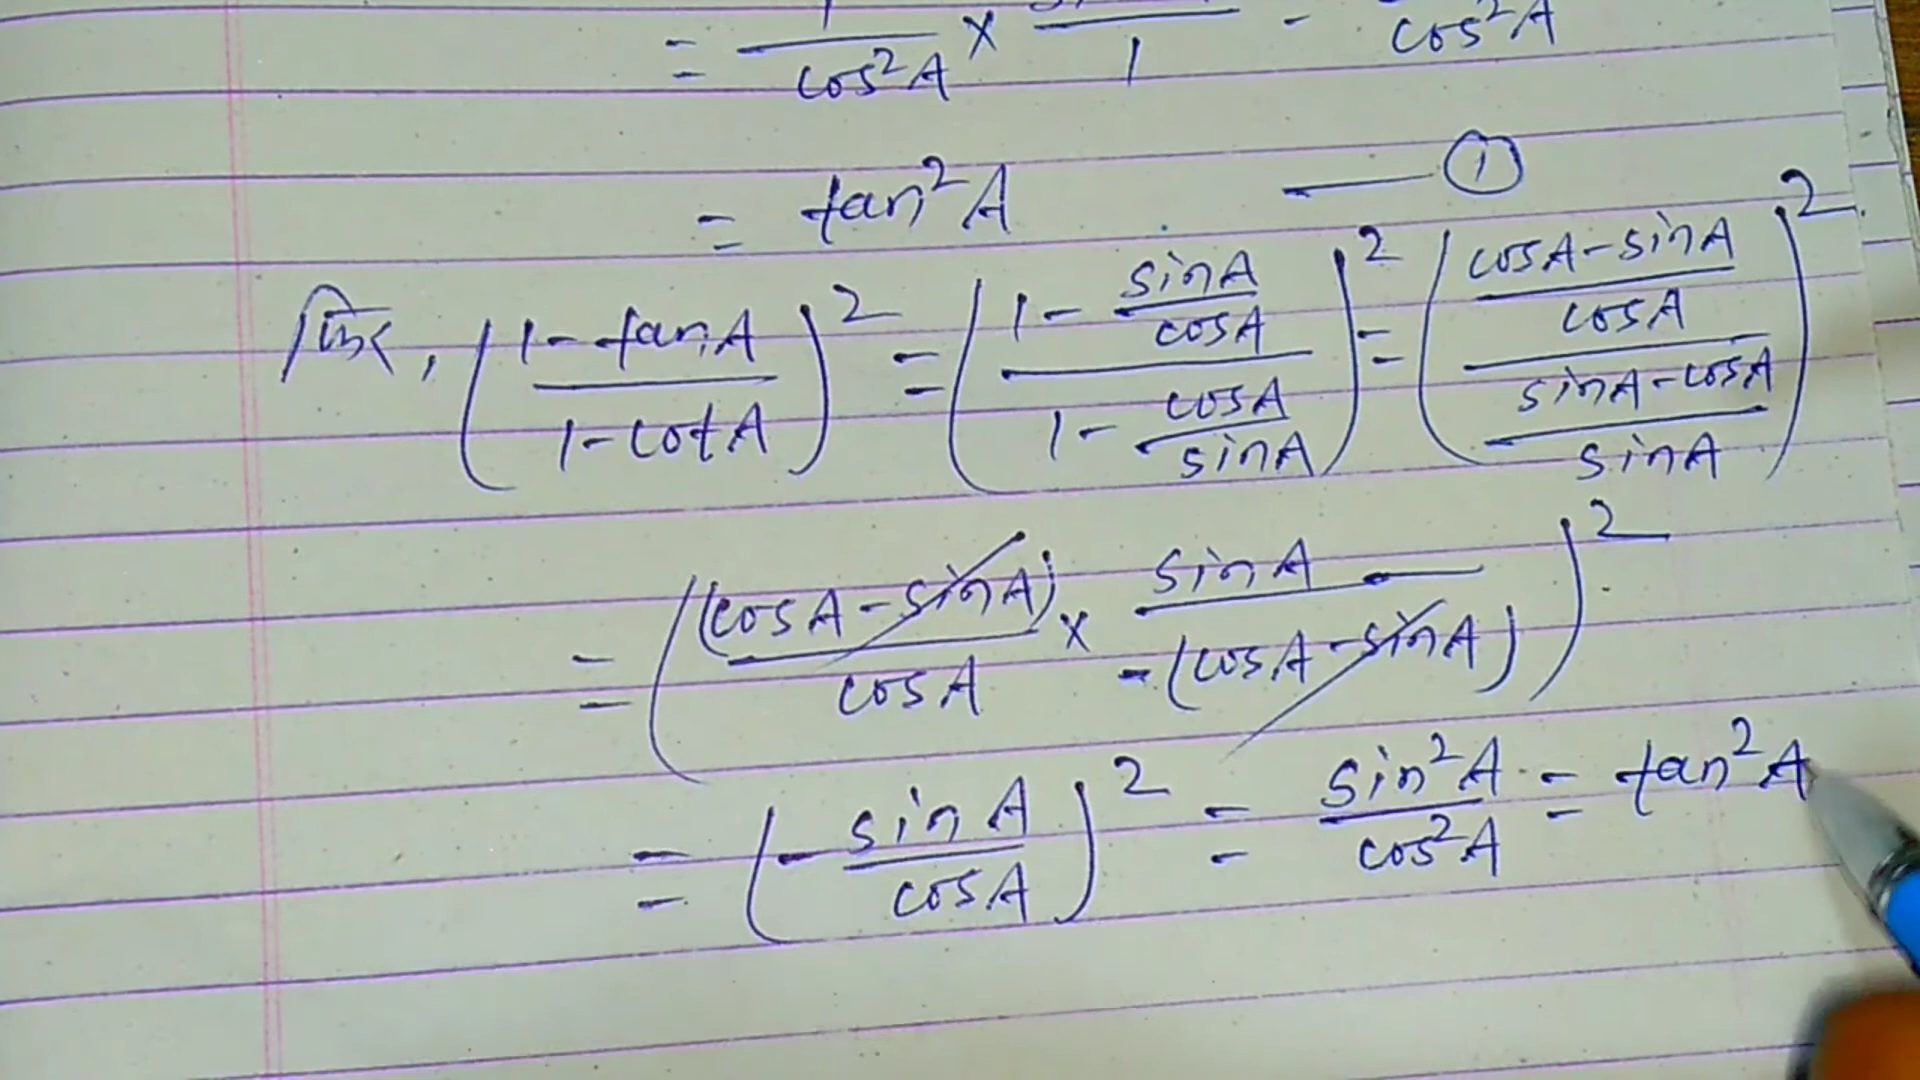 = 1/cos²A × /1 - /cos²A
= tan²A —— ①
फिर, ((1 - tanA)/(1 - cotA))² = ((1 - sinA/cosA)/(1 - cosA/sinA))² = (((cosA - sinA)/cosA)/((sinA - cosA)/sinA))²
= ((cosA - sinA)/cosA × sinA/-(cosA - sinA))²
= (- sinA/cosA)² = sin²A/cos²A = tan²A